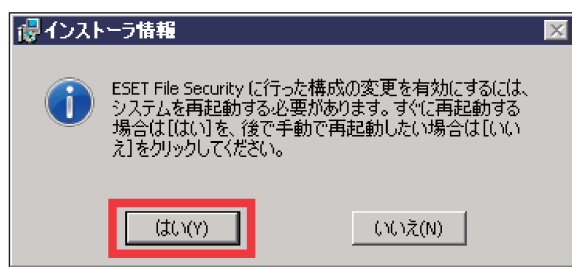 インストーラ情報
ESET File Security に行った構成の変更を有効にするには、
システムを再起動する必要があります。すぐに再起動する
場合は[はい]を、後で手動で再起動したい場合は[いい
え]をクリックしてください。
はい(Y)
いいえ(N)